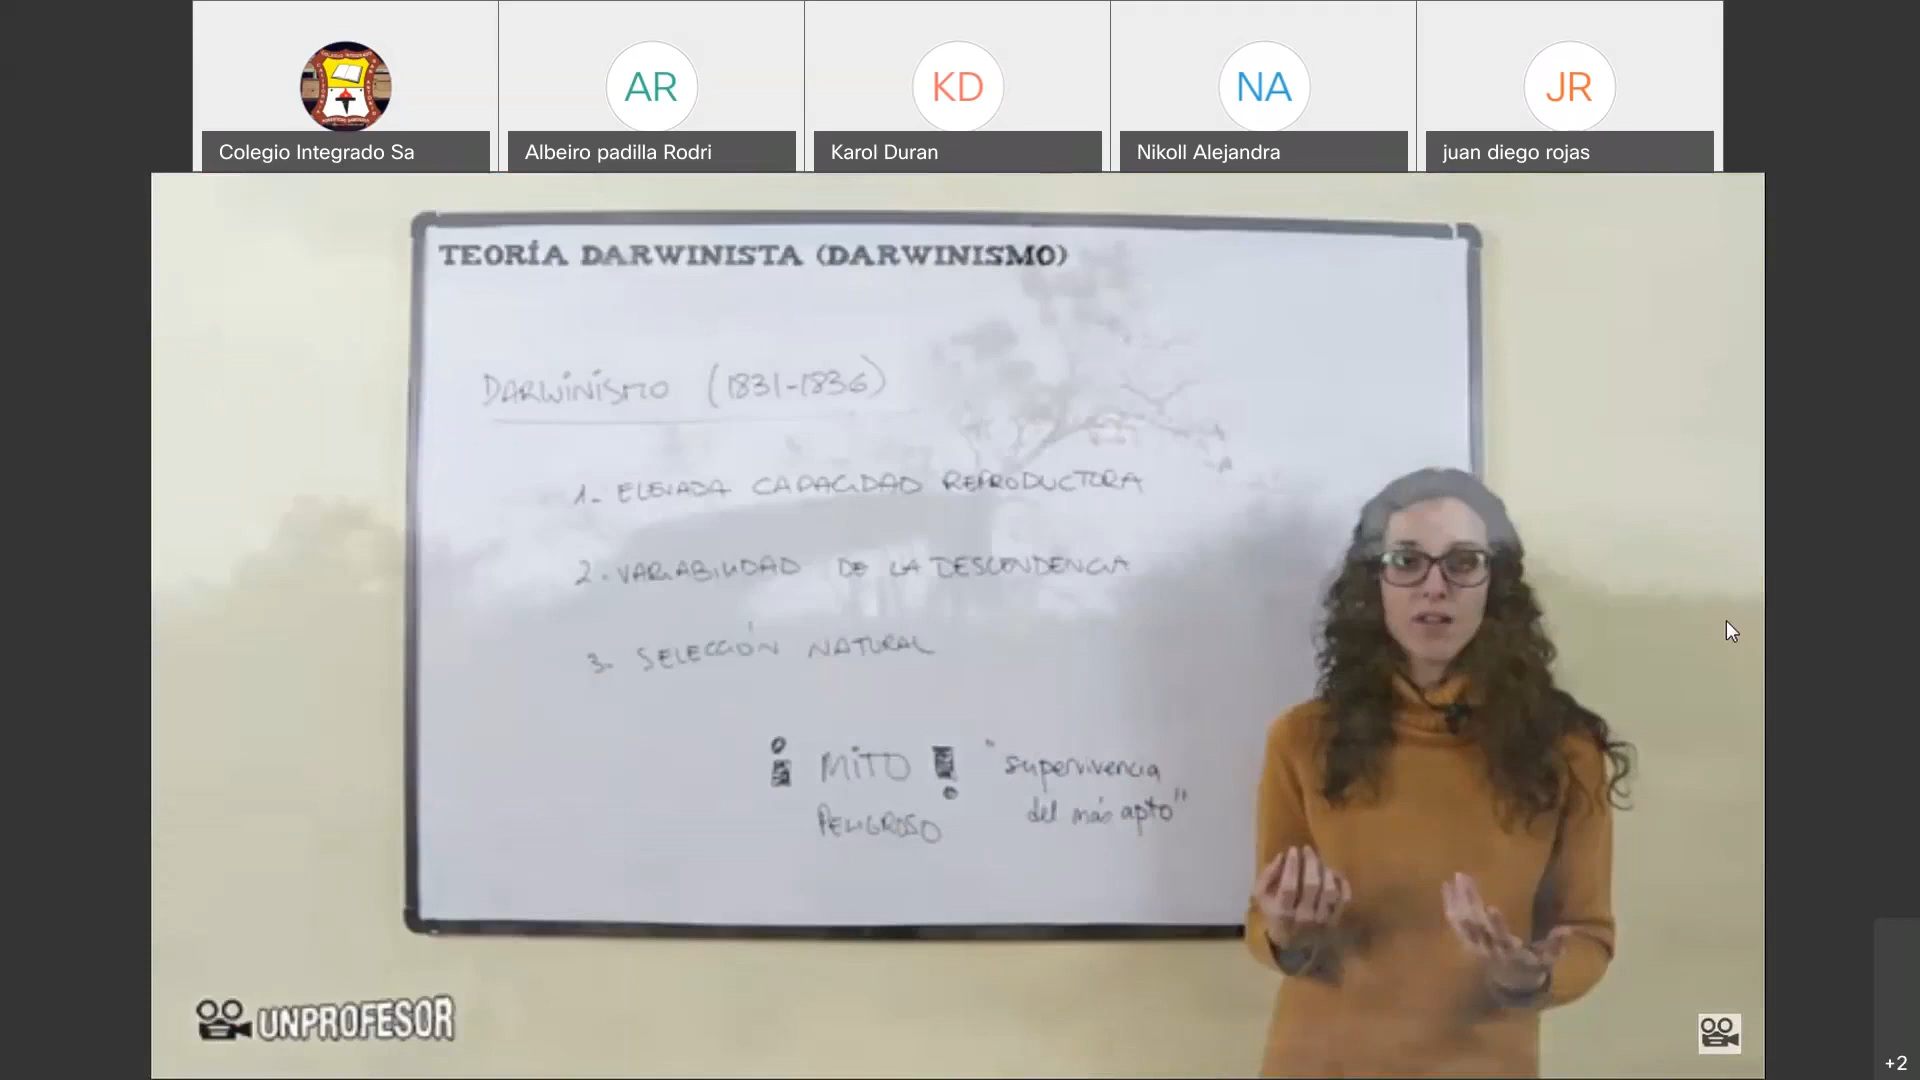 AR
KD
NA
JR
Colegio Integrado Sa
Albeiro padilla Rodri
Karol Duran
Nikoll Alejandra
juan diego rojas
TEORÍA DARWINISTA (DARWINISMO)
DARWINISMO (1831-1836)
1- ELEVADA CAPACIDAD REPRODUCTORA
2. VARIABILIDAD DE LA DESCENDENCIA
3. SELECCIÓN NATURAL
¡ MITO ! "supervivencia
PELIGROSO del más apto"
UNPROFESOR
+2